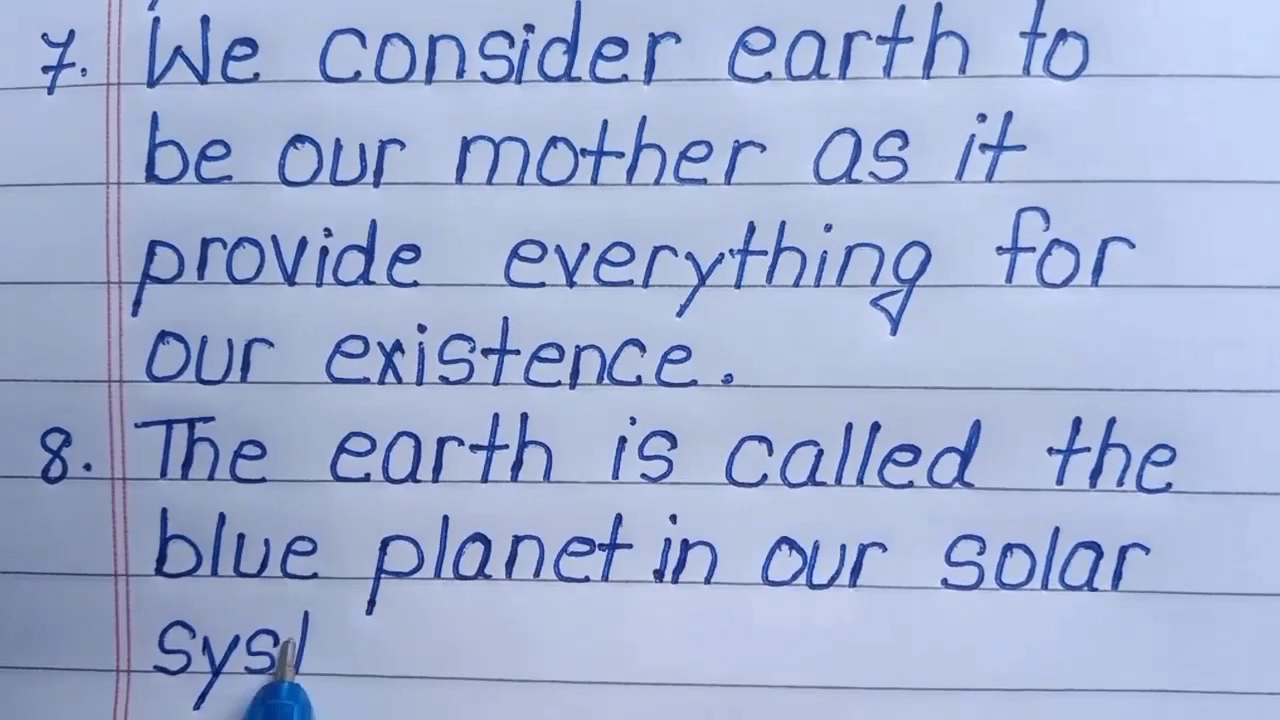 7. We consider earth to
be our mother as it
provide everything for
our existence.
8. The earth is called the
blue planet in our solar